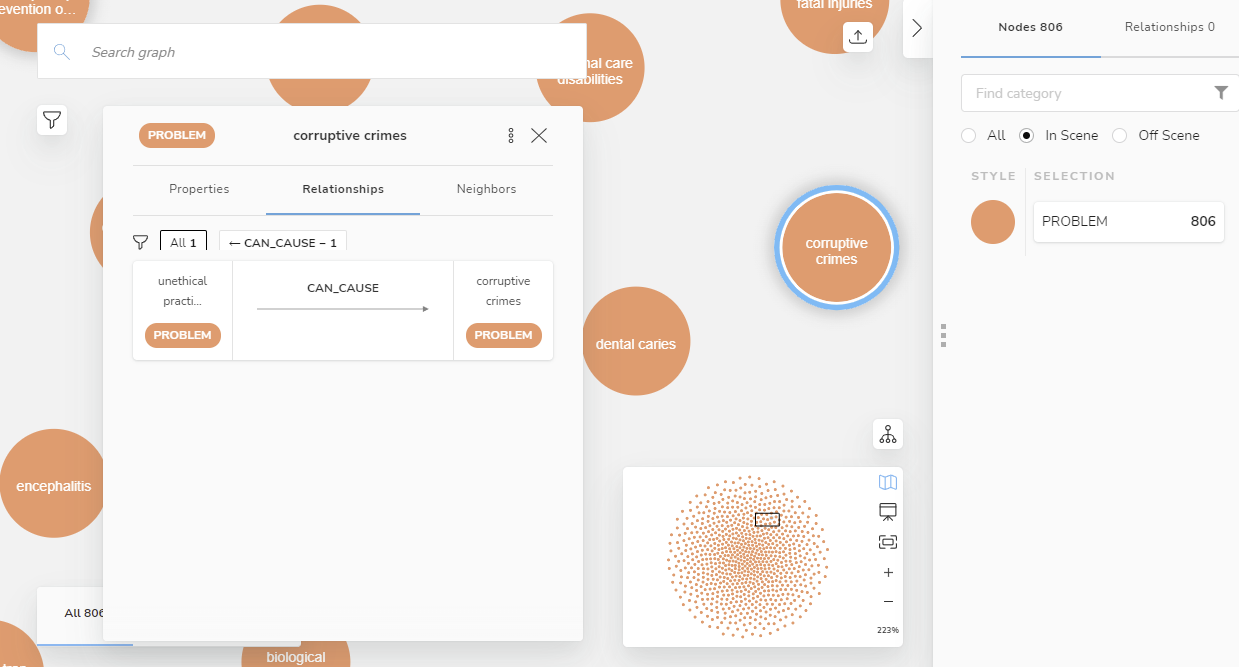 evention o...
Search graph
fatal injuries
nal care
disabilities
PROBLEM
corruptive crimes
Properties
Relationships
Neighbors
All 1
← CAN_CAUSE – 1
unethical
practi...
PROBLEM
CAN_CAUSE
corruptive
crimes
PROBLEM
corruptive
crimes
dental caries
encephalitis
All 806
biological
223%
Nodes 806
Relationships 0
Find category
All
In Scene
Off Scene
STYLE
SELECTION
PROBLEM
806